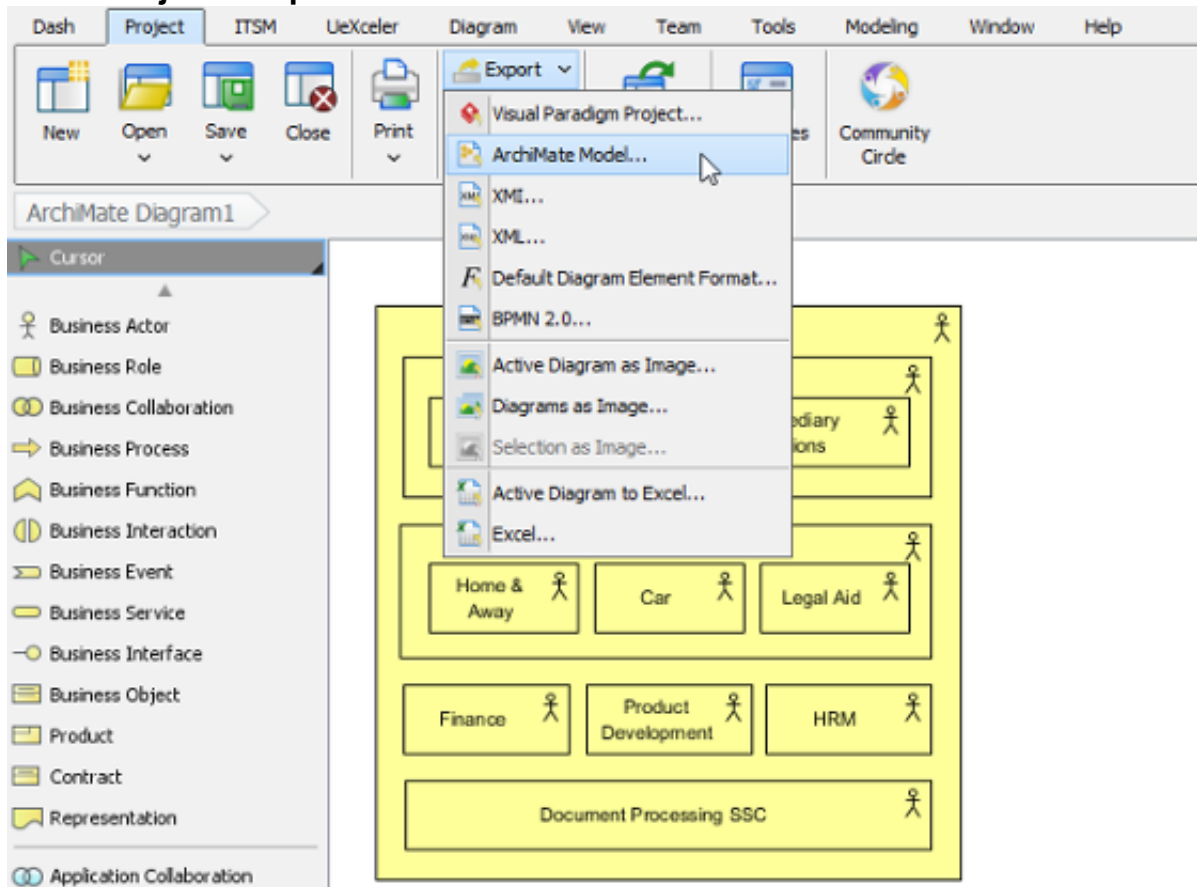 Dash Project ITSM UeXceler Diagram View Team Tools Modeling Window Help
Export
New Open Save Close Print Community
Circle
Visual Paradigm Project...
ArchiMate Model...
XMI...
XML...
Default Diagram Element Format...
BPMN 2.0...
Active Diagram as Image...
Diagrams as Image...
Selection as Image...
Active Diagram to Excel...
Excel...
ArchiMate Diagram1
Cursor
Business Actor
Business Role
Business Collaboration
Business Process
Business Function
Business Interaction
Business Event
Business Service
Business Interface
Business Object
Product
Contract
Representation
Application Collaboration
Home &
Away
Car
Legal Aid
Finance
Product
Development
HRM
Document Processing SSC